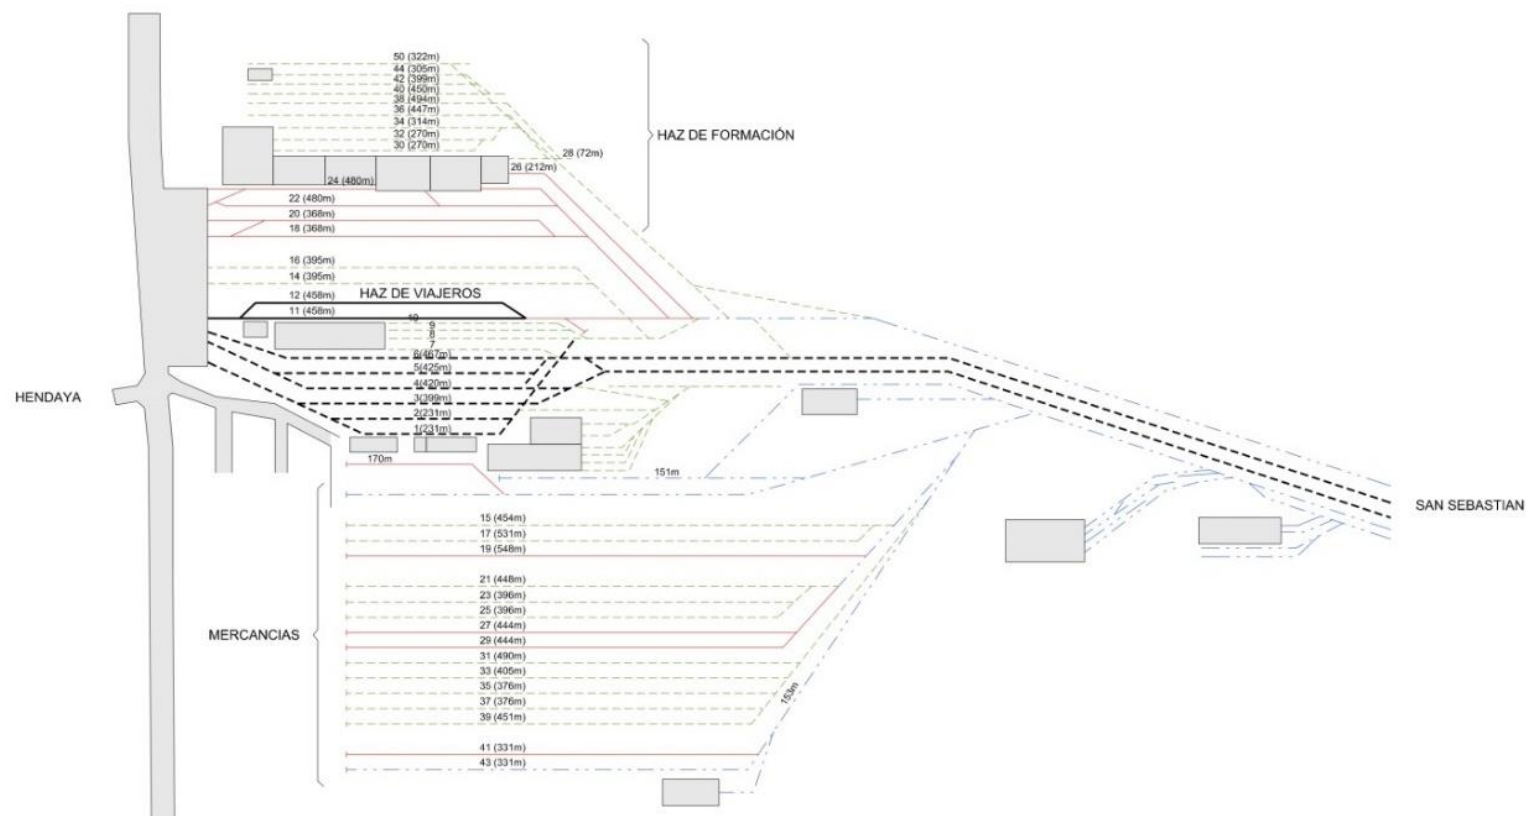 50 (322m)
44 (305m)
42 (399m)
40 (450m)
38 (494m)
36 (447m)
34 (314m)
32 (270m)
30 (270m)
HAZ DE FORMACIÓN
28 (72m)
26 (212m)
24 (480m)
22 (480m)
20 (368m)
18 (368m)
16 (395m)
14 (395m)
12 (458m)
HAZ DE VIAJEROS
11 (458m)
10
9
8
7
6(467m)
5(425m)
4(420m)
3(399m)
2(231m)
1(231m)
HENDAYA
170m
151m
SAN SEBASTIAN
15 (454m)
17 (531m)
19 (548m)
21 (448m)
23 (396m)
25 (396m)
27 (444m)
29 (444m)
MERCANCIAS
31 (490m)
33 (405m)
35 (376m)
37 (376m)
39 (451m)
153m
41 (331m)
43 (331m)